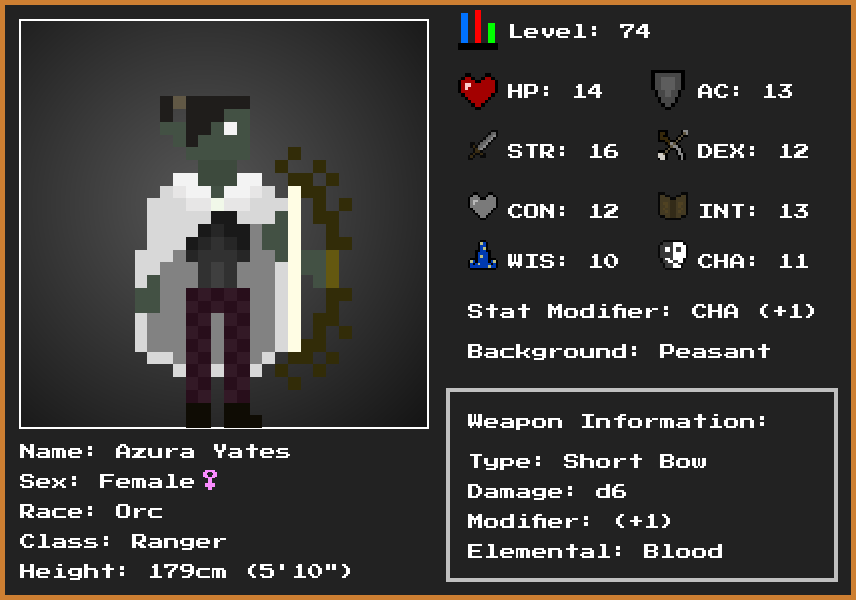 Level: 74
HP: 14 AC: 13
STR: 16 DEX: 12
CON: 12 INT: 13
WIS: 10 CHA: 11
Stat Modifier: CHA (+1)
Background: Peasant
Weapon Information:
Type: Short Bow
Damage: d6
Modifier: (+1)
Elemental: Blood
Name: Azura Yates
Sex: Female♀
Race: Orc
Class: Ranger
Height: 179cm (5'10")